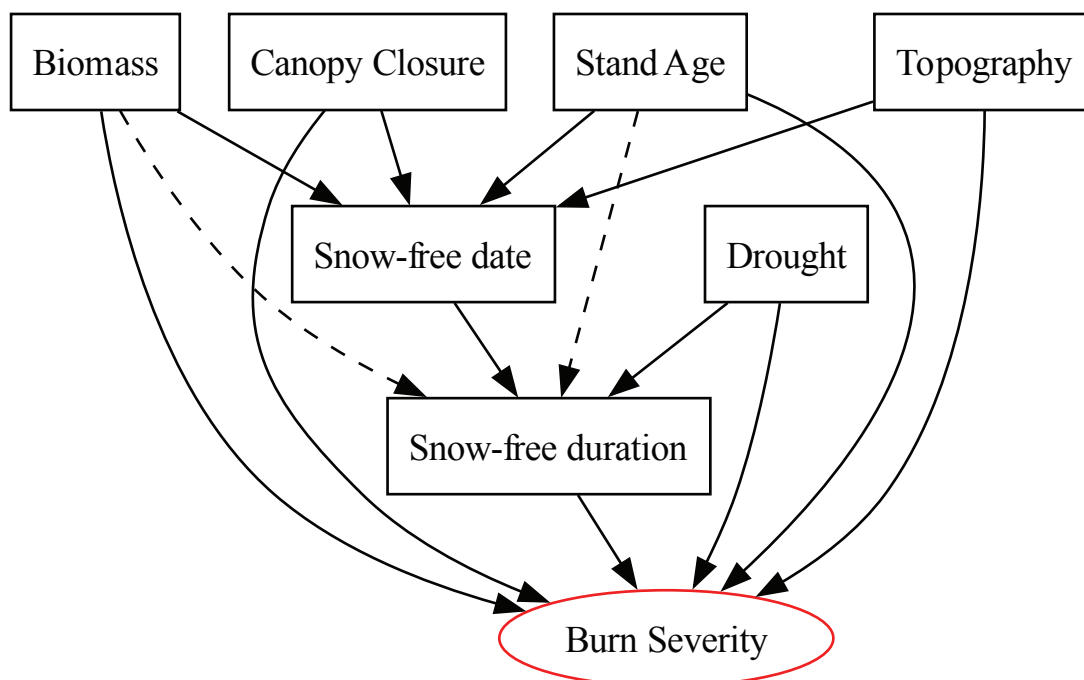 Biomass
Canopy Closure
Stand Age
Topography
Snow-free date
Drought
Snow-free duration
Burn Severity